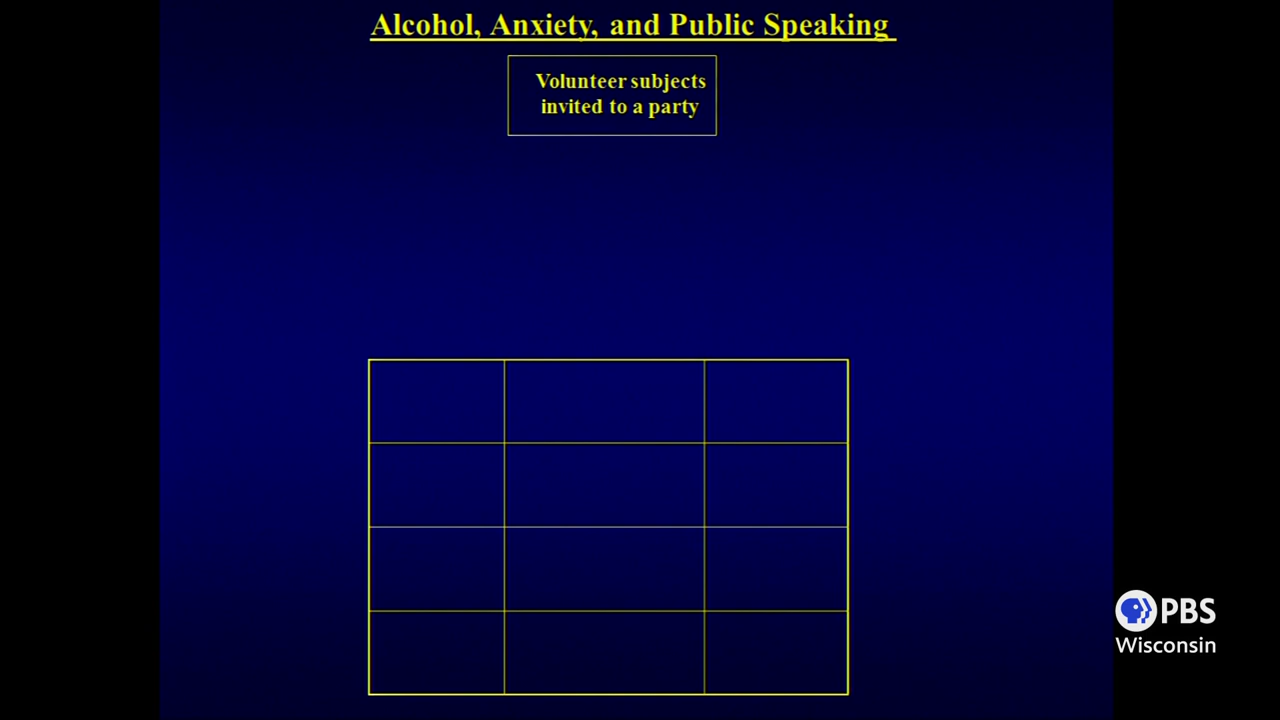 Alcohol, Anxiety, and Public Speaking
Volunteer subjects
invited to a party
PBS
Wisconsin